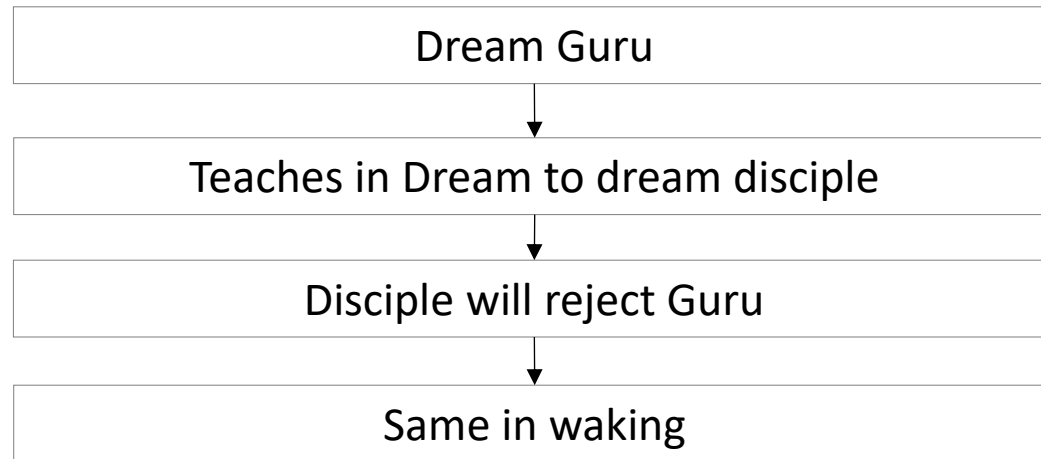 Dream Guru
Teaches in Dream to dream disciple
Disciple will reject Guru
Same in waking